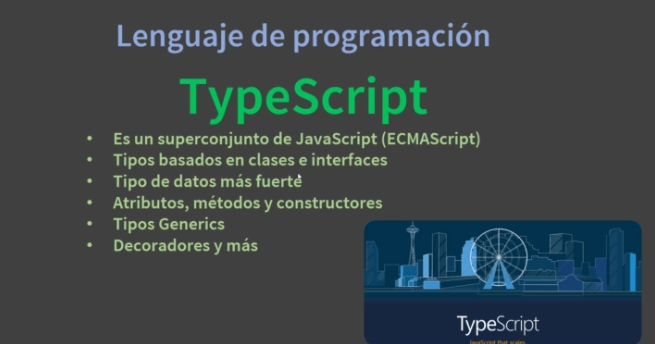 Lenguaje de programación
TypeScript
• Es un superconjunto de JavaScript (ECMAScript)
• Tipos basados en clases e interfaces
• Tipo de datos más fuerte
• Atributos, métodos y constructores
• Tipos Generics
• Decoradores y más
TypeScript
JavaScript that scales